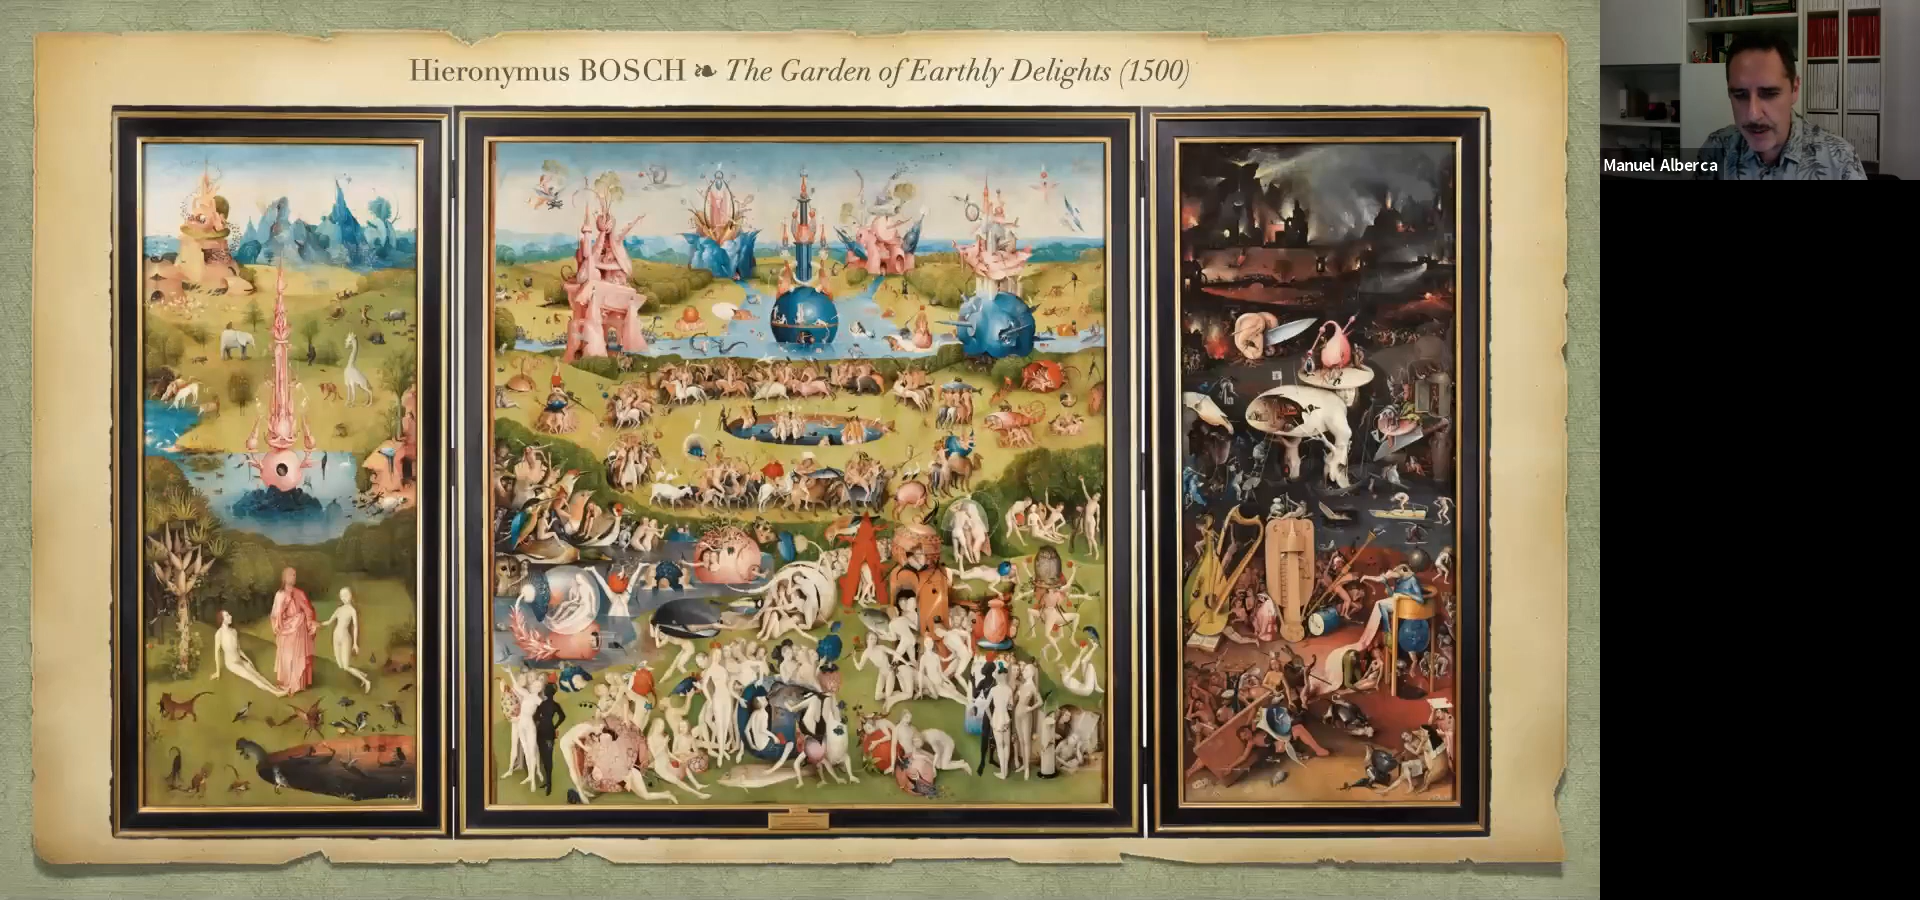 Hieronymus BOSCH ❧ The Garden of Earthly Delights (1500)
Manuel Alberca